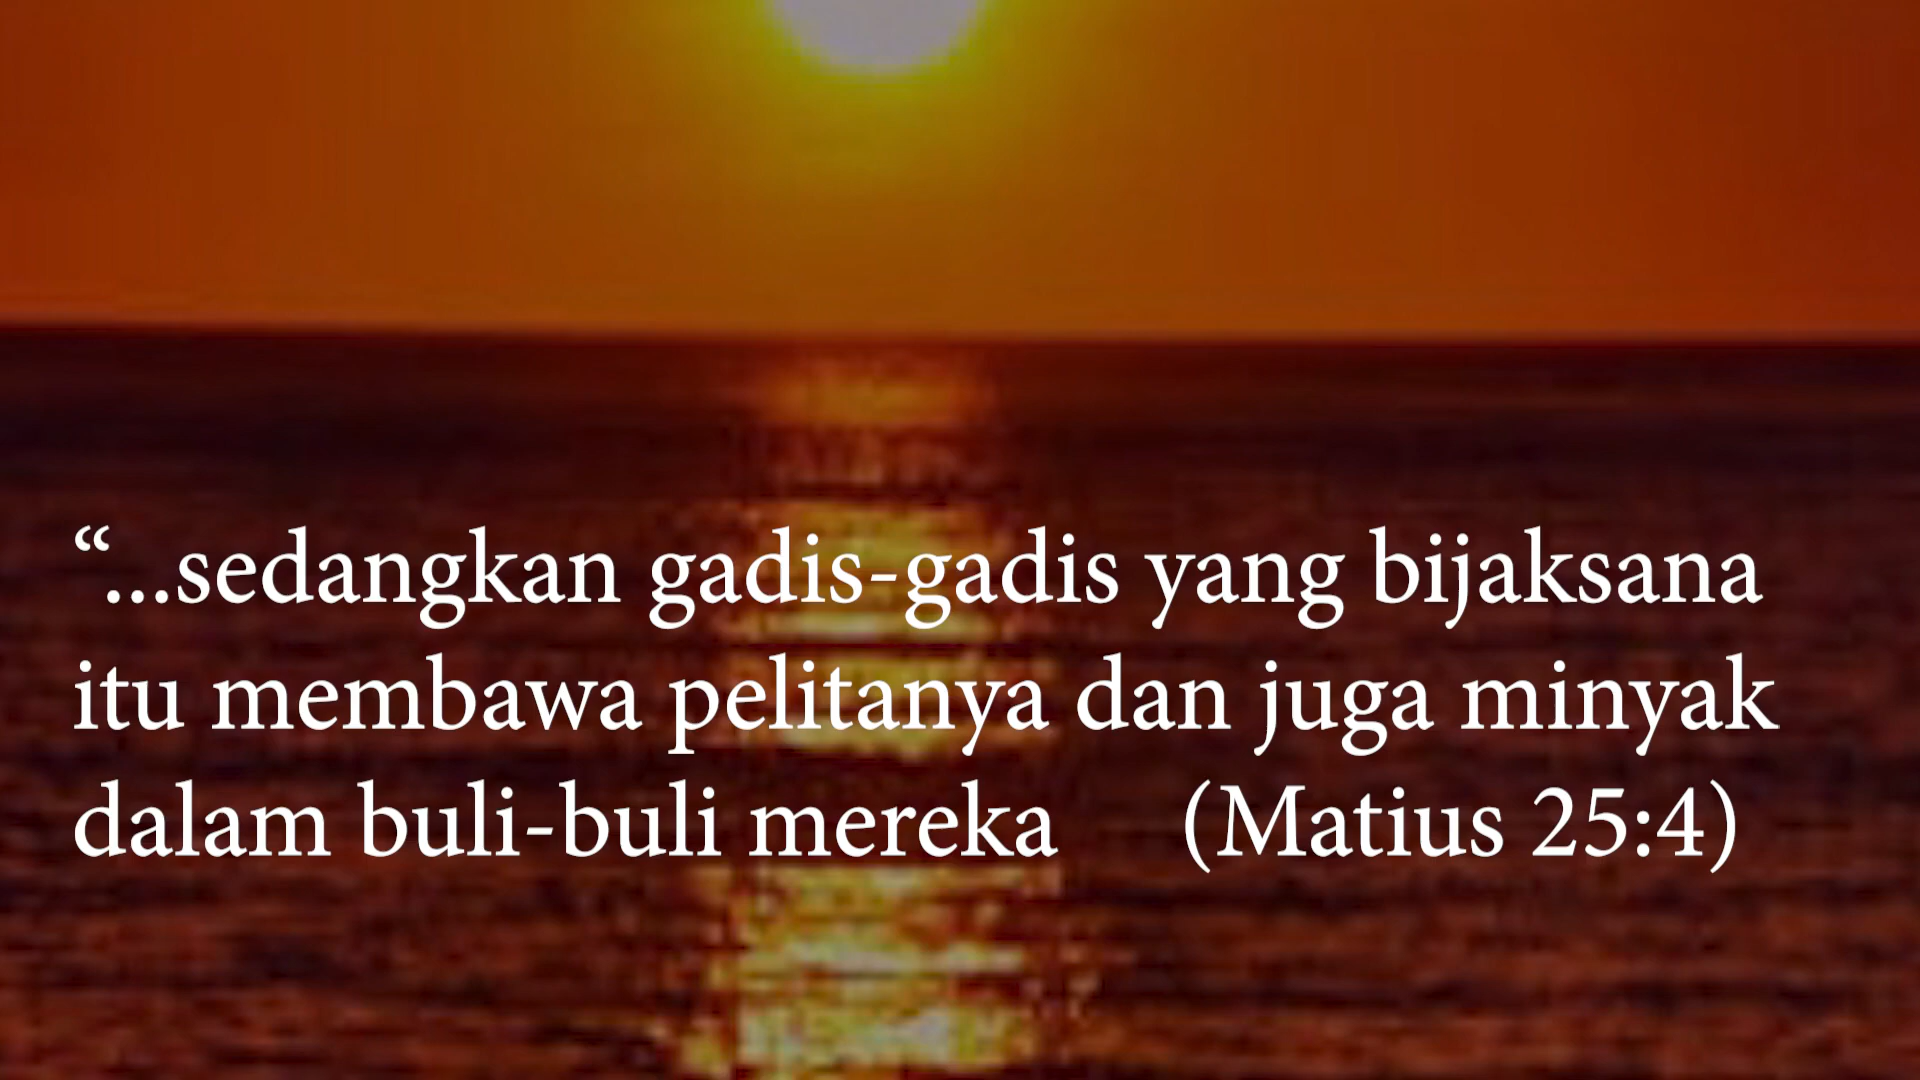 “...sedangkan gadis-gadis yang bijaksana
itu membawa pelitanya dan juga minyak
dalam buli-buli mereka (Matius 25:4)